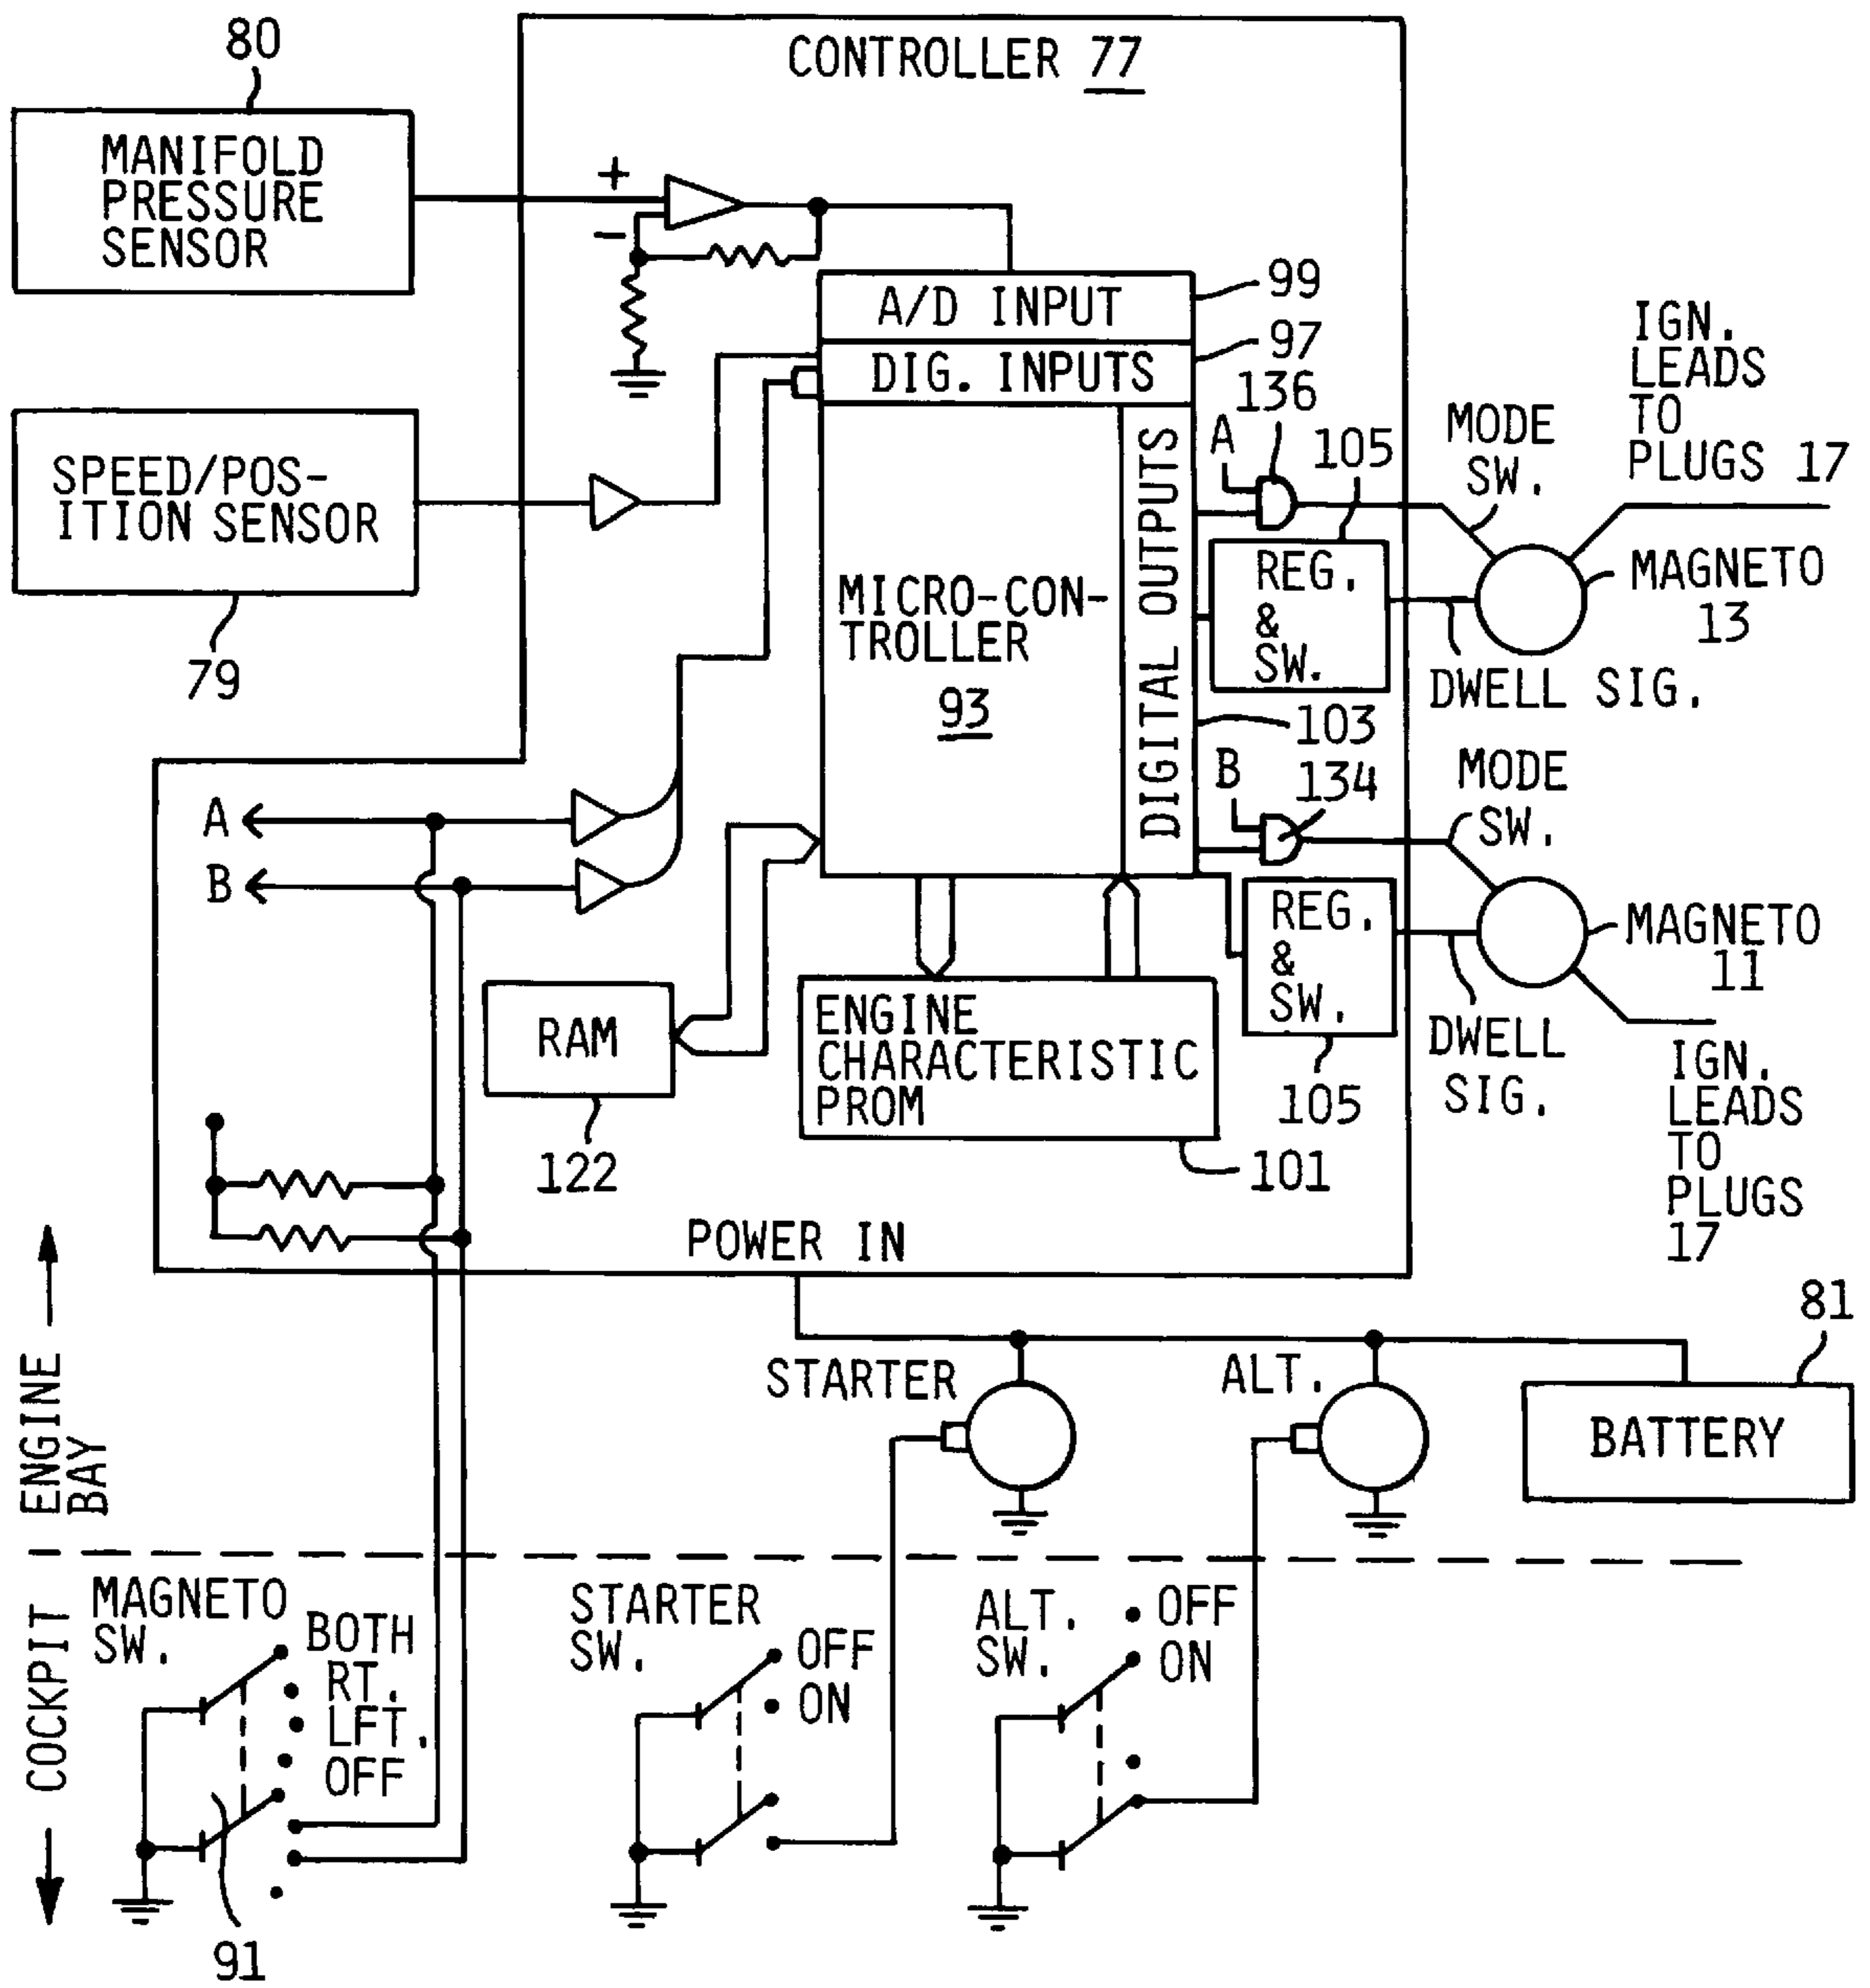 80
CONTROLLER 77
MANIFOLD
PRESSURE
SENSOR
+
−
99
A/D INPUT
97
DIG. INPUTS
136
A
105
MODE
SW.
IGN.
LEADS
TO
PLUGS 17
SPEED/POS-
ITION SENSOR
79
MICRO-CON-
TROLLER
93
DIGITAL OUTPUTS
REG.
&
SW.
MAGNETO
13
DWELL SIG.
103
B
134
MODE
SW.
A
B
REG.
&
SW.
MAGNETO
11
DWELL
SIG.
IGN.
LEADS
TO
PLUGS
17
RAM
122
ENGINE
CHARACTERISTIC
PROM
105
101
POWER IN
81
STARTER
ALT.
BATTERY
ENGINE
BAY
COCKPIT
MAGNETO
SW.
BOTH
RT.
LFT.
OFF
91
STARTER
SW.
OFF
ON
ALT.
SW.
OFF
ON